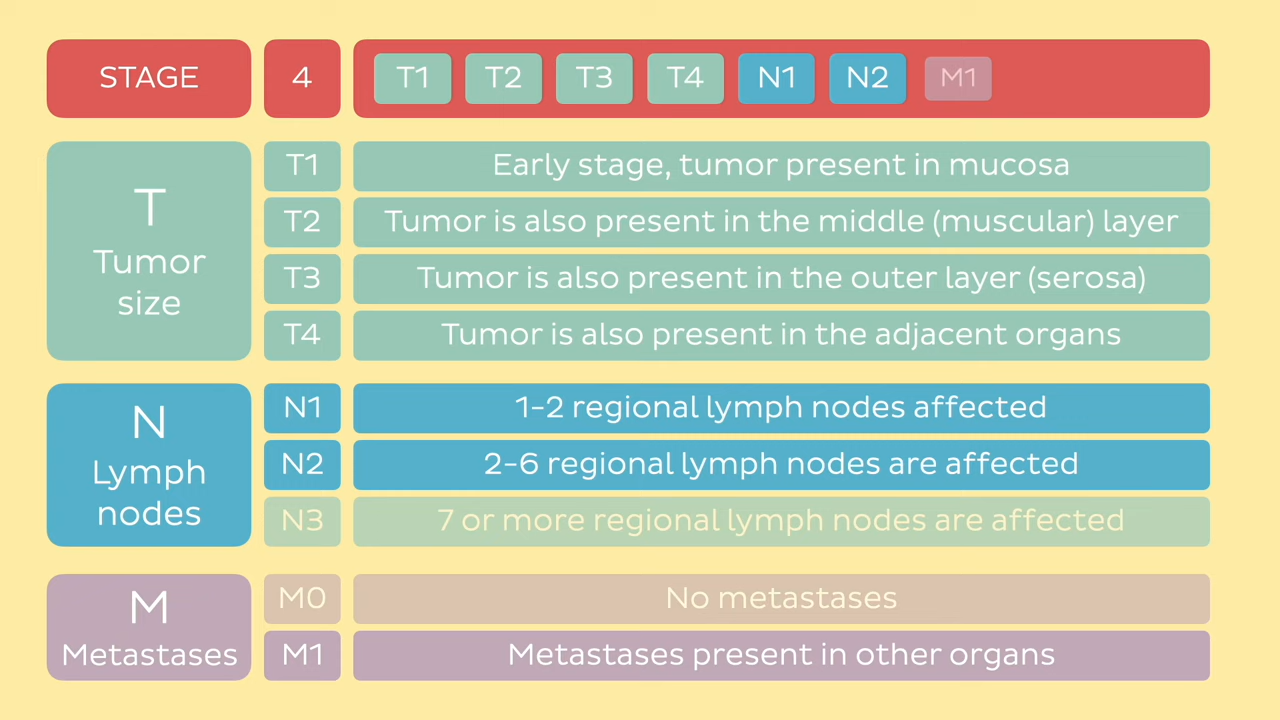 STAGE 4 T1 T2 T3 T4 N1 N2 M1
T
Tumor
size
T1 Early stage, tumor present in mucosa
T2 Tumor is also present in the middle (muscular) layer
T3 Tumor is also present in the outer layer (serosa)
T4 Tumor is also present in the adjacent organs
N
Lymph
nodes
N1 1-2 regional lymph nodes affected
N2 2-6 regional lymph nodes are affected
N3 7 or more regional lymph nodes are affected
M
Metastases
M0 No metastases
M1 Metastases present in other organs